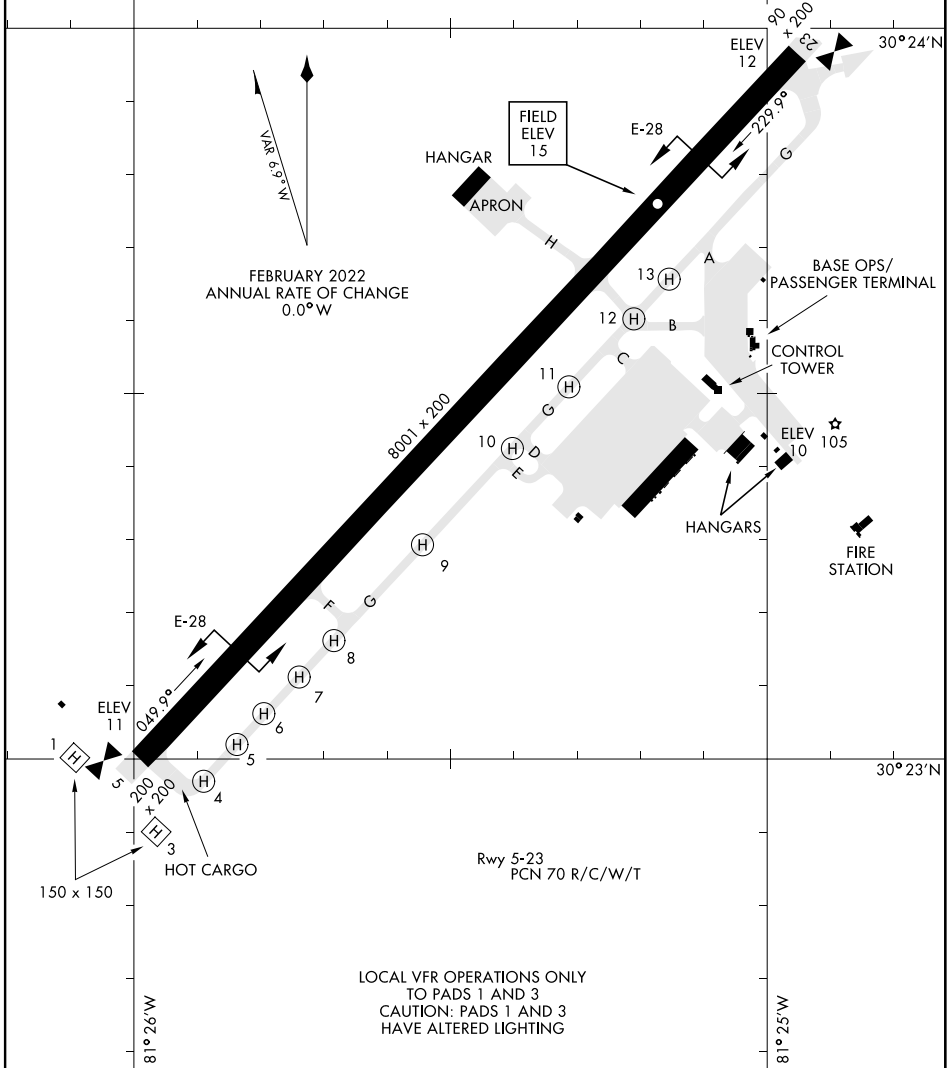 90
x 200
23
ELEV
12
30°24'N
229.9°
E-28
FIELD
ELEV
15
VAR 6.9° W
HANGAR
APRON
G
H
FEBRUARY 2022
ANNUAL RATE OF CHANGE
0.0° W
13 H
A
BASE OPS/
PASSENGER TERMINAL
12 H
B
C
CONTROL
TOWER
11 H
G
8001 x 200
10 H
D
E
ELEV
10
105
HANGARS
FIRE
STATION
H
9
F
G
E-28
H
8
H
7
049.9°
H
6
ELEV
11
H
5
1 H
5
200
x 200
H
4
30°23'N
H
3
HOT CARGO
150 x 150
Rwy 5-23
PCN 70 R/C/W/T
LOCAL VFR OPERATIONS ONLY
TO PADS 1 AND 3
CAUTION: PADS 1 AND 3
HAVE ALTERED LIGHTING
81°26'W
81°25'W